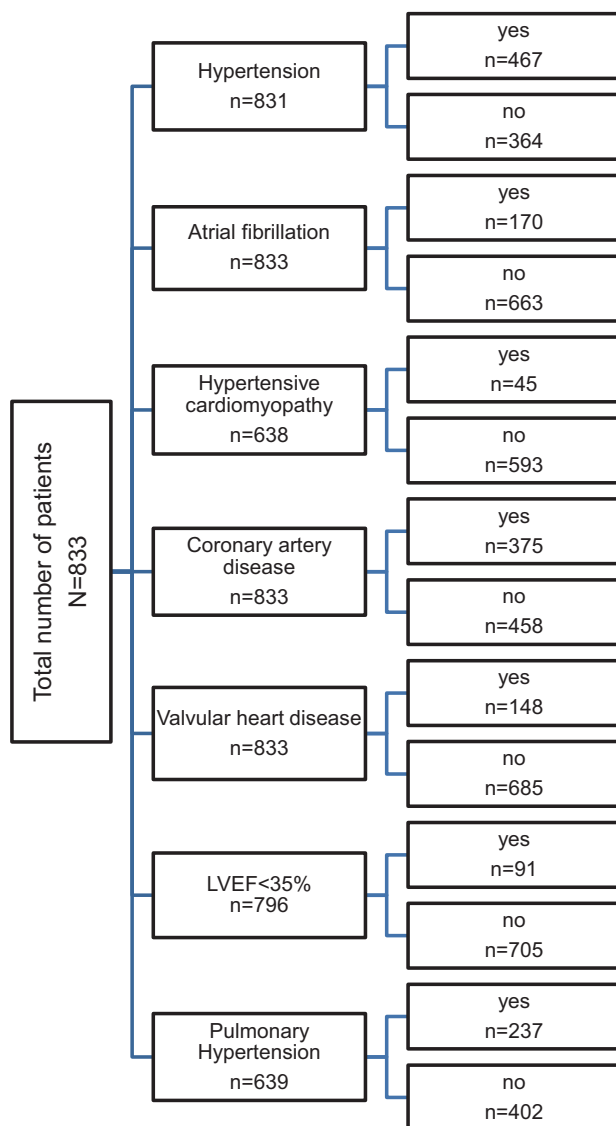 Total number of patients
N=833
Hypertension
n=831
yes
n=467
no
n=364
Atrial fibrillation
n=833
yes
n=170
no
n=663
Hypertensive
cardiomyopathy
n=638
yes
n=45
no
n=593
Coronary artery
disease
n=833
yes
n=375
no
n=458
Valvular heart disease
n=833
yes
n=148
no
n=685
LVEF<35%
n=796
yes
n=91
no
n=705
Pulmonary
Hypertension
n=639
yes
n=237
no
n=402